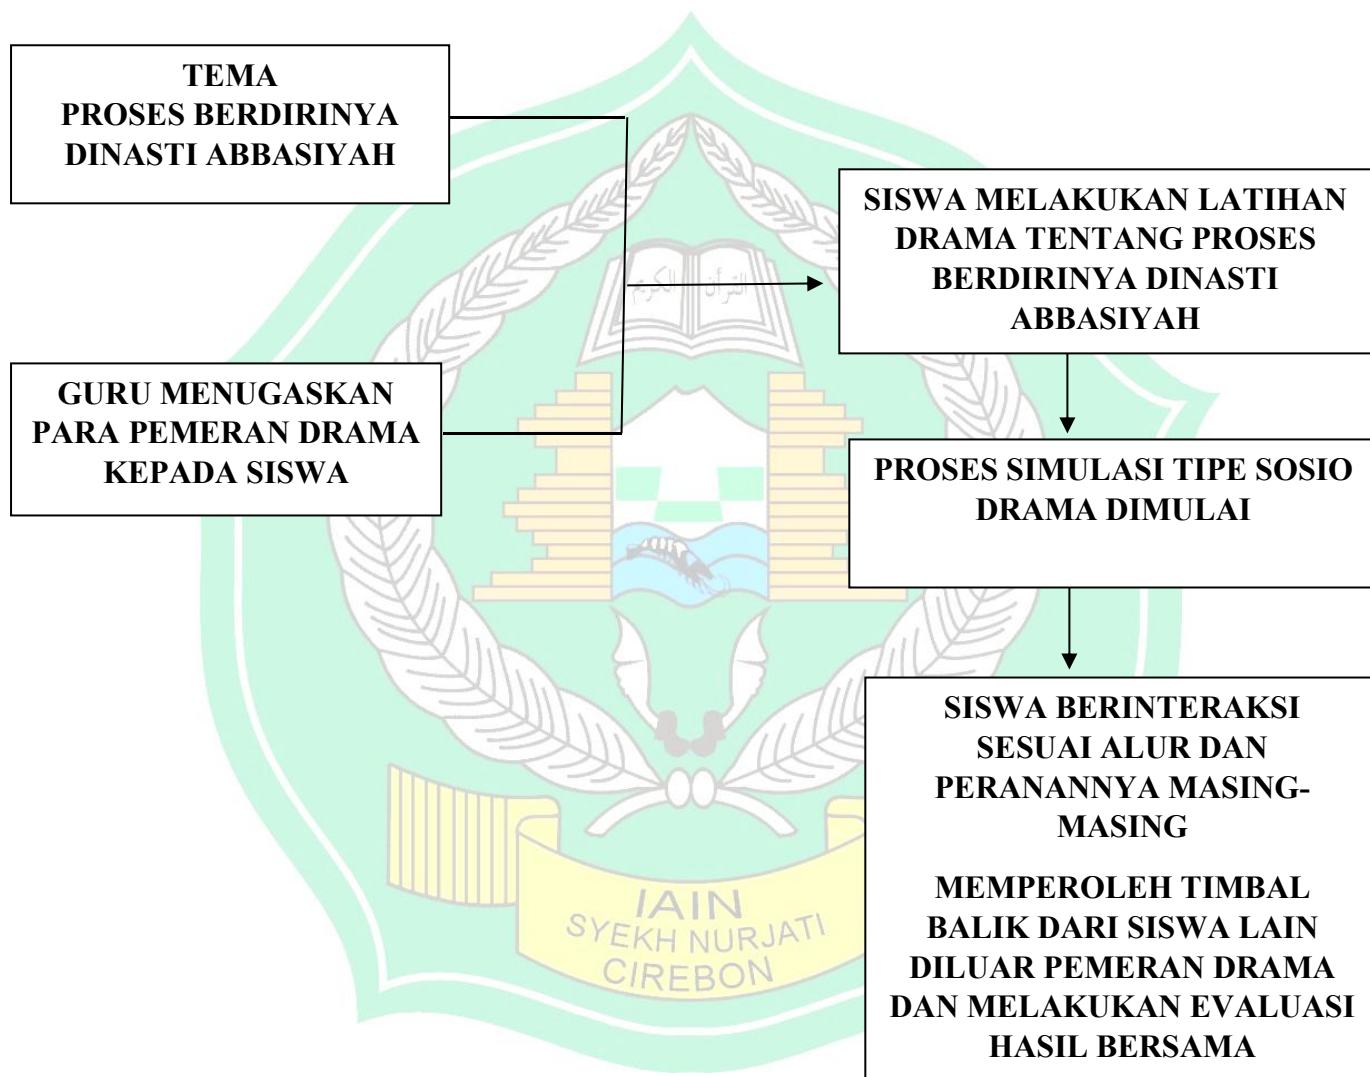 TEMA
PROSES BERDIRINYA
DINASTI ABBASIYAH
GURU MENUGASKAN
PARA PEMERAN DRAMA
KEPADA SISWA
SISWA MELAKUKAN LATIHAN
DRAMA TENTANG PROSES
BERDIRINYA DINASTI
ABBASIYAH
PROSES SIMULASI TIPE SOSIO
DRAMA DIMULAI
SISWA BERINTERAKSI
SESUAI ALUR DAN
PERANANNYA MASING-
MASING
MEMPEROLEH TIMBAL
BALIK DARI SISWA LAIN
DILUAR PEMERAN DRAMA
DAN MELAKUKAN EVALUASI
HASIL BERSAMA
القرآن الكريم
IAIN
SYEKH NURJATI
CIREBON